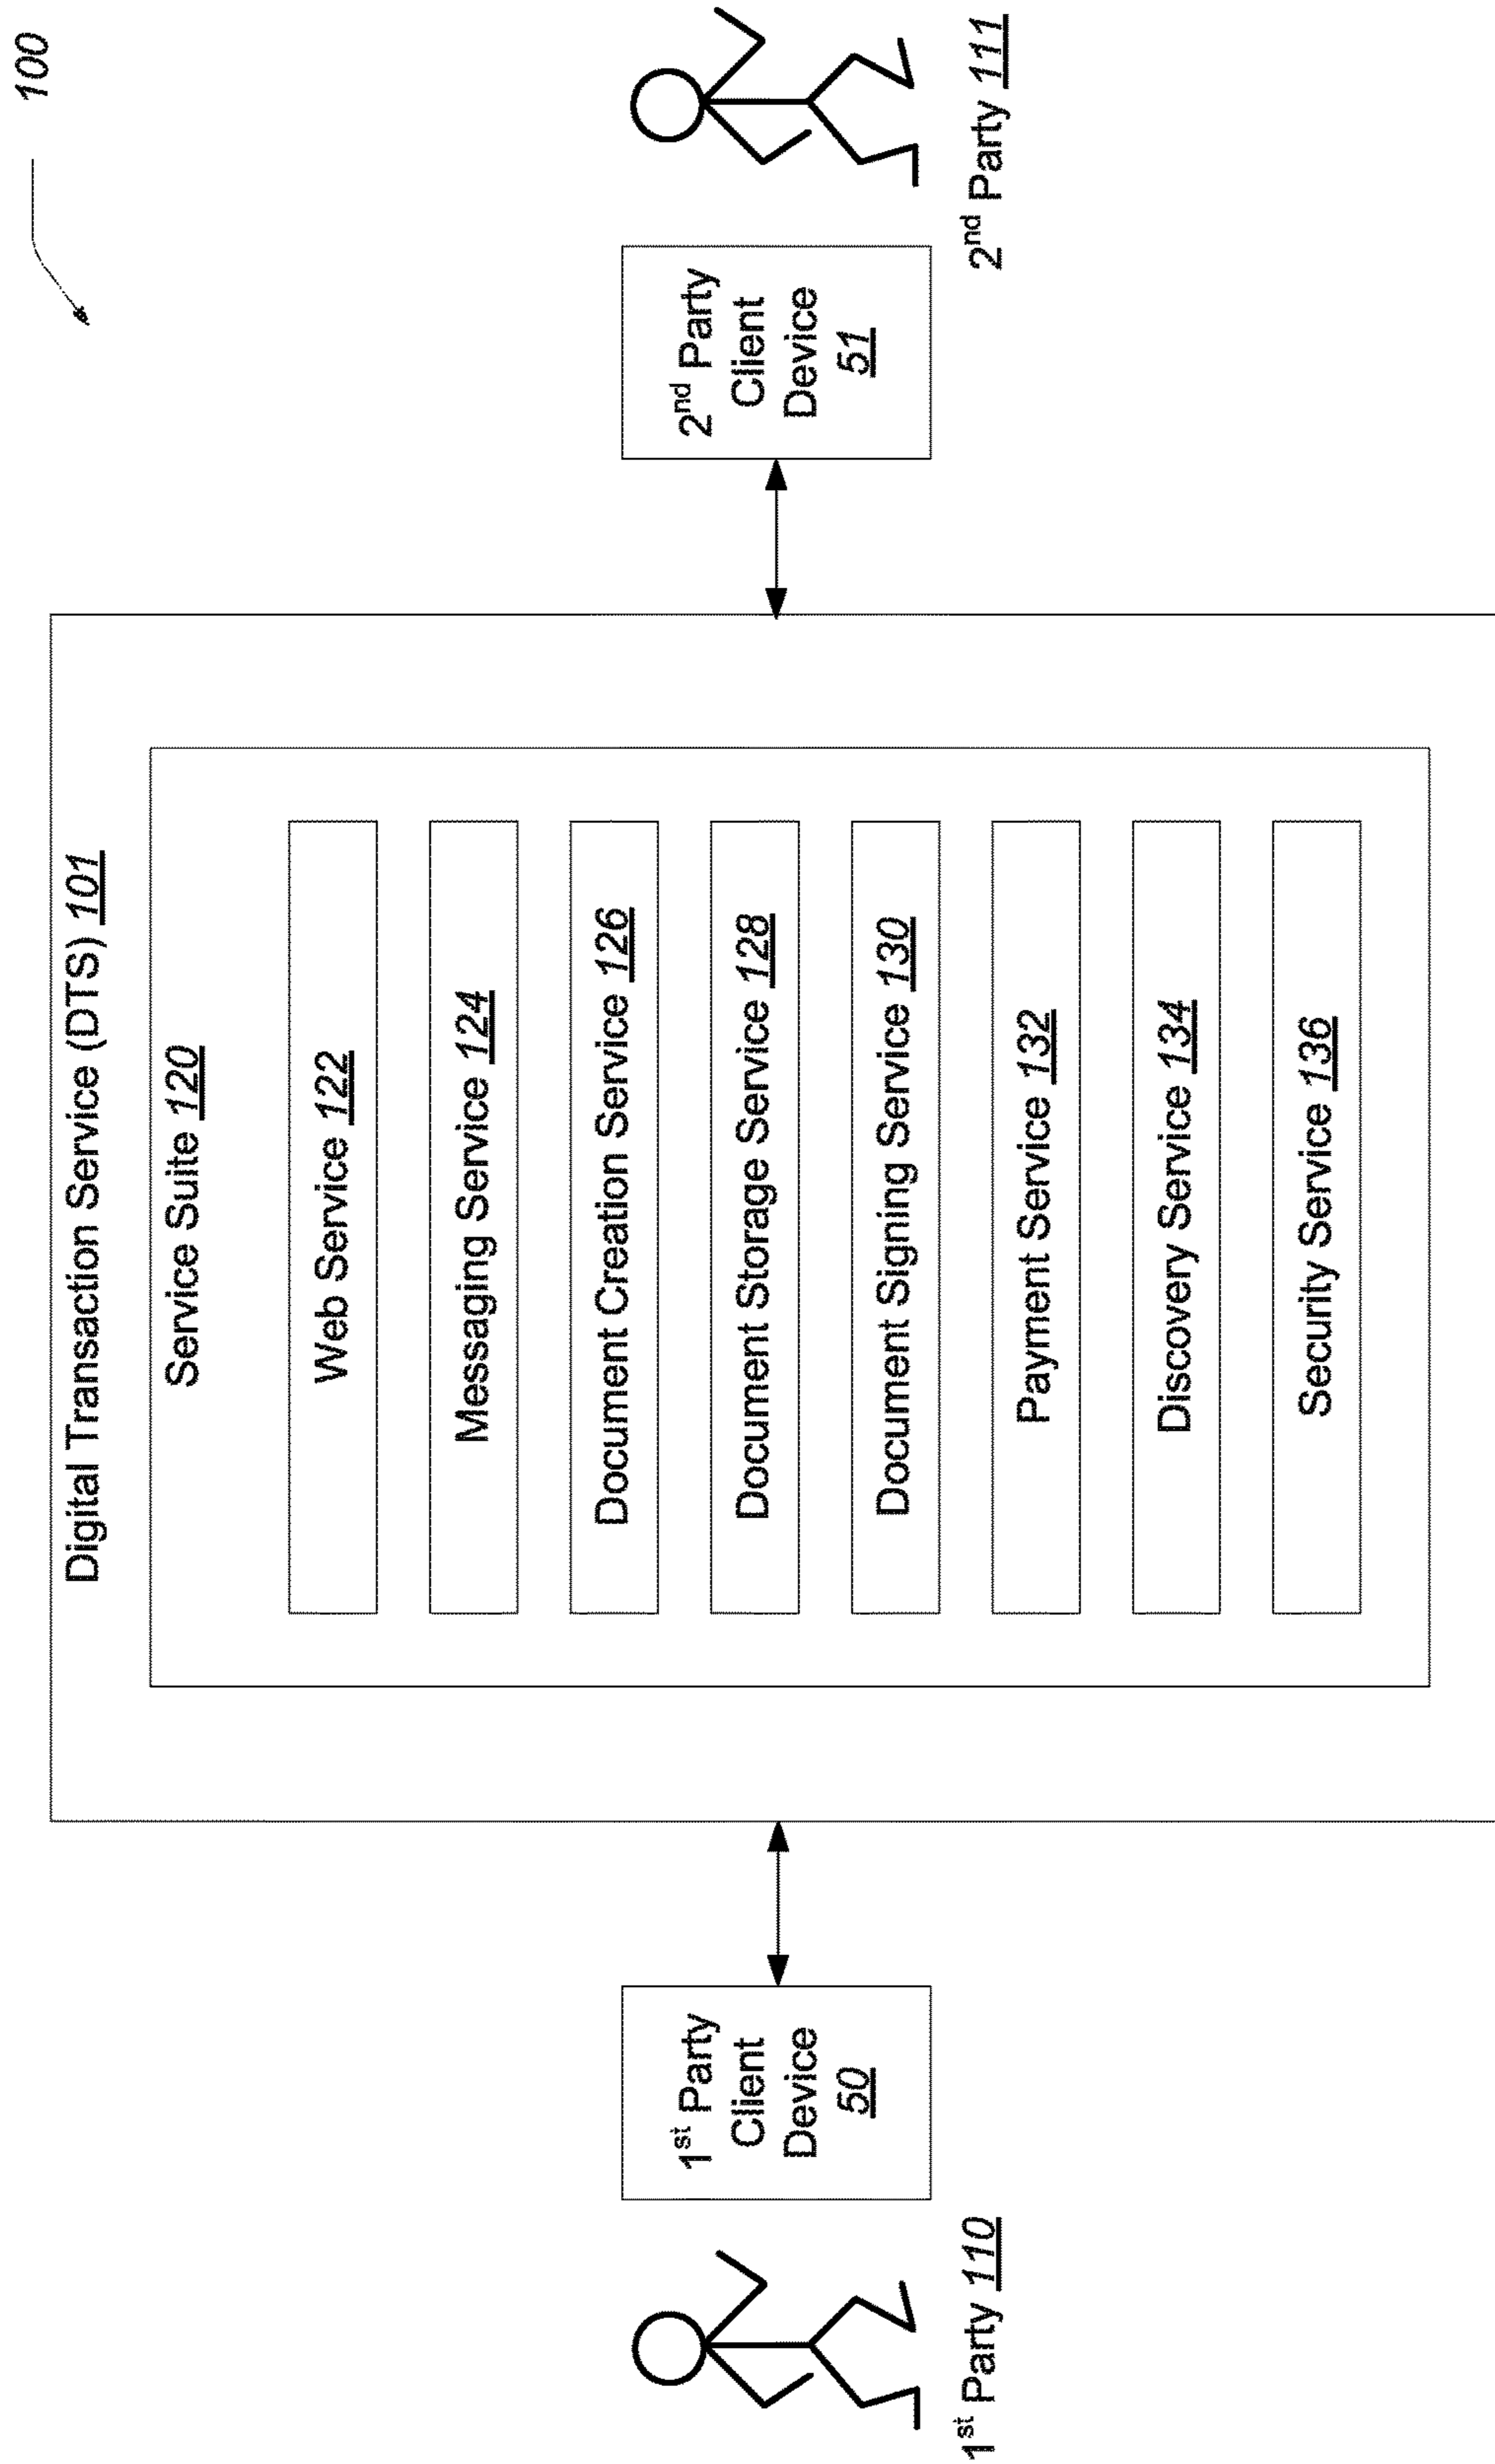 100
Digital Transaction Service (DTS) 101
Service Suite 120
Web Service 122
Messaging Service 124
Document Creation Service 126
Document Storage Service 128
Document Signing Service 130
Payment Service 132
Discovery Service 134
Security Service 136
1st Party
Client
Device
50
1st Party 110
2nd Party
Client
Device
51
2nd Party 111